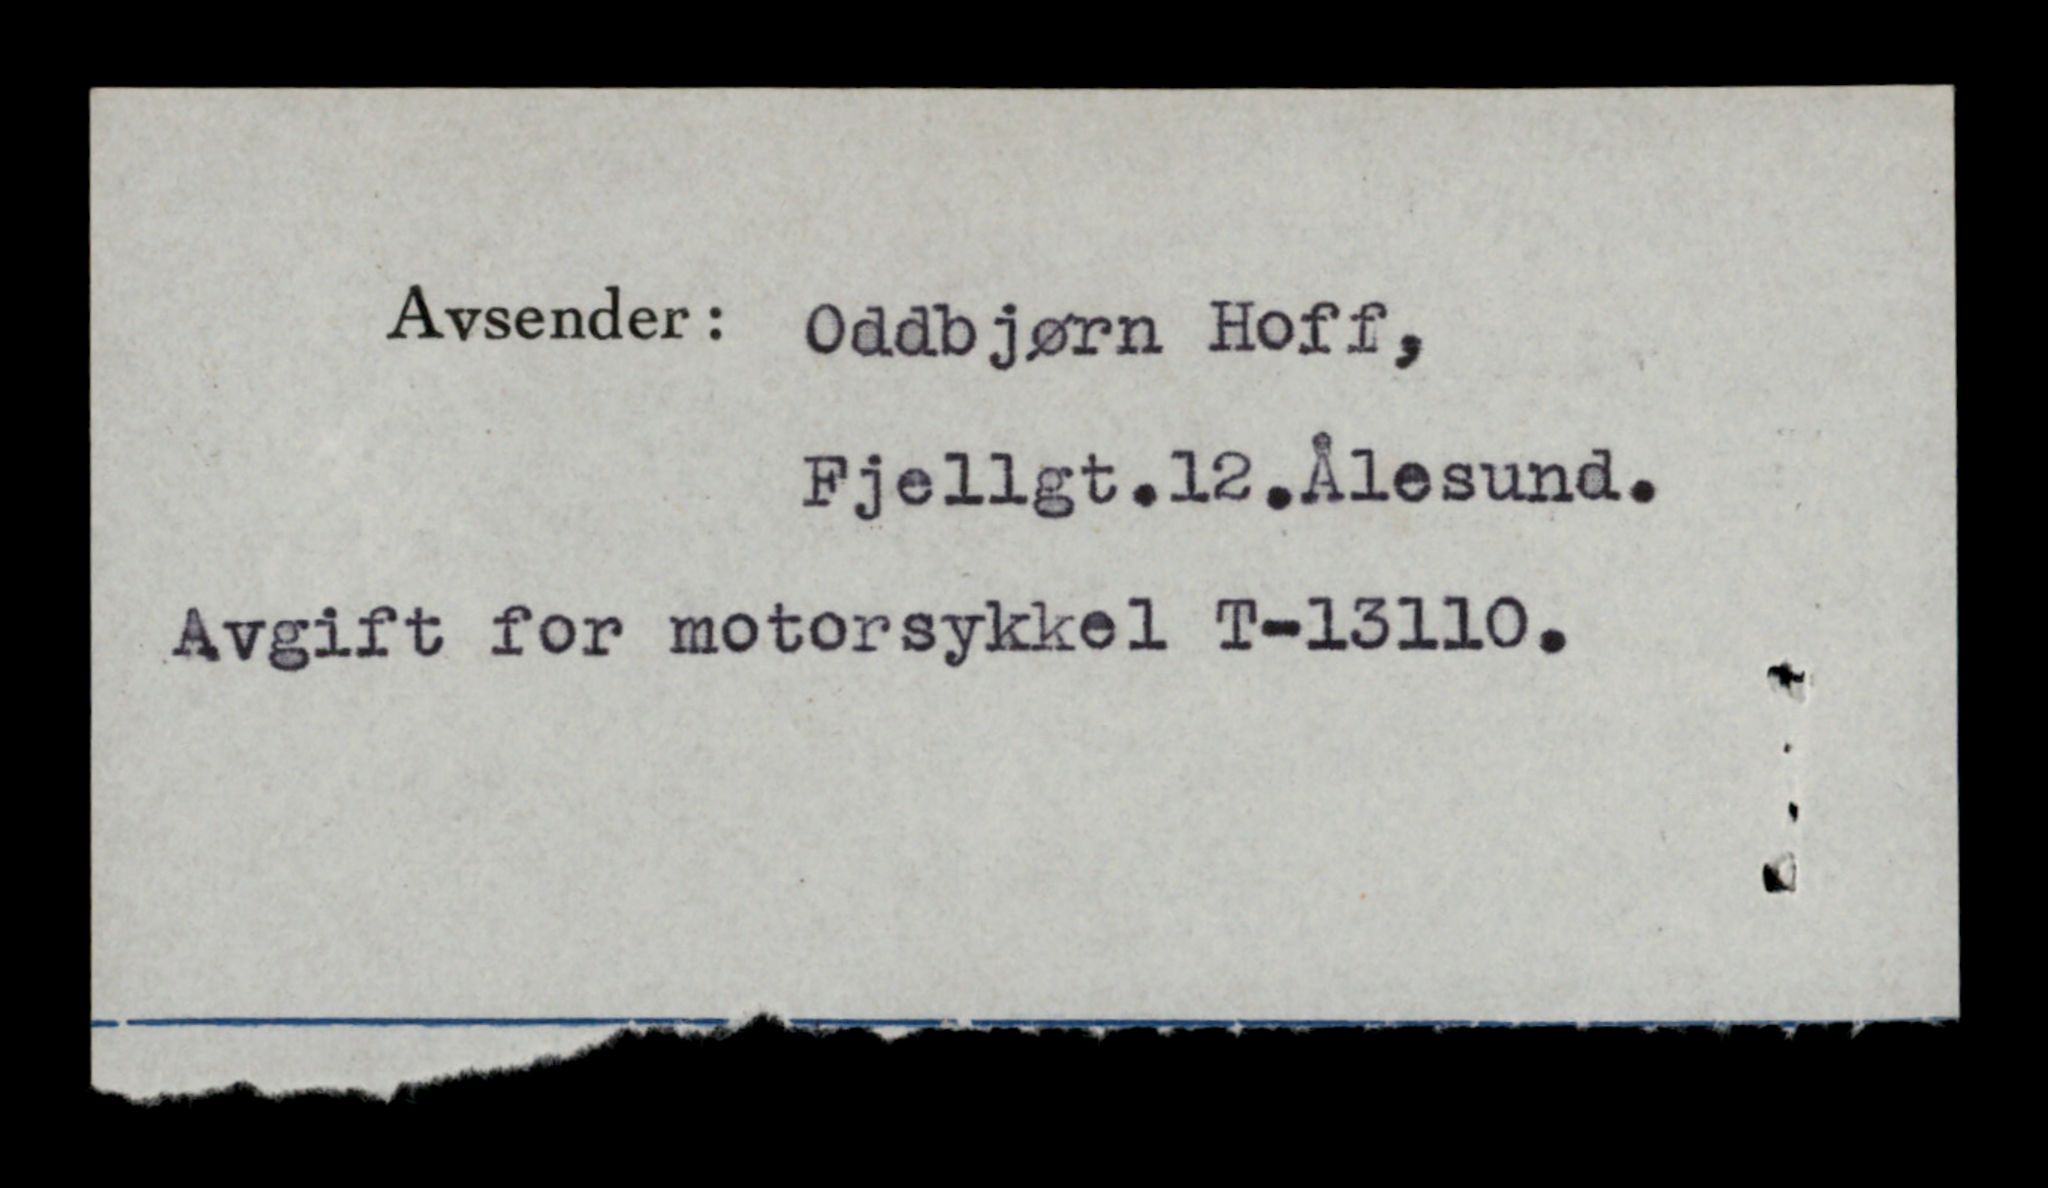 Avsender: Oddbjørn Hoff,
Fjellgt.12.Ålesund.
Avgift for motorsykkel T-13110.